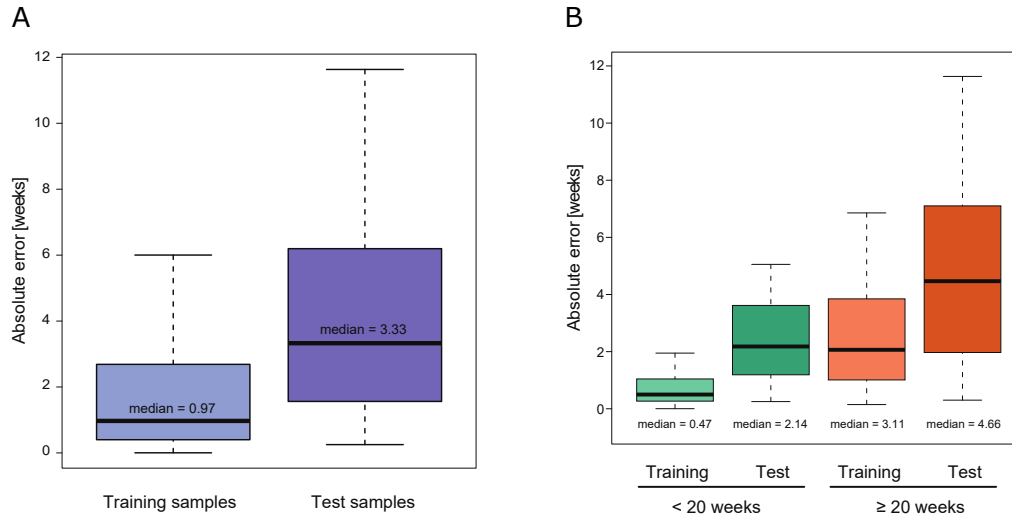 A
Absolute error [weeks]
12
10
8
6
4
2
0
median = 0.97
median = 3.33
Training samples
Test samples
B
Absolute error [weeks]
12
10
8
6
4
2
0
median = 0.47
median = 2.14
median = 3.11
median = 4.66
Training
Test
Training
Test
< 20 weeks
≥ 20 weeks